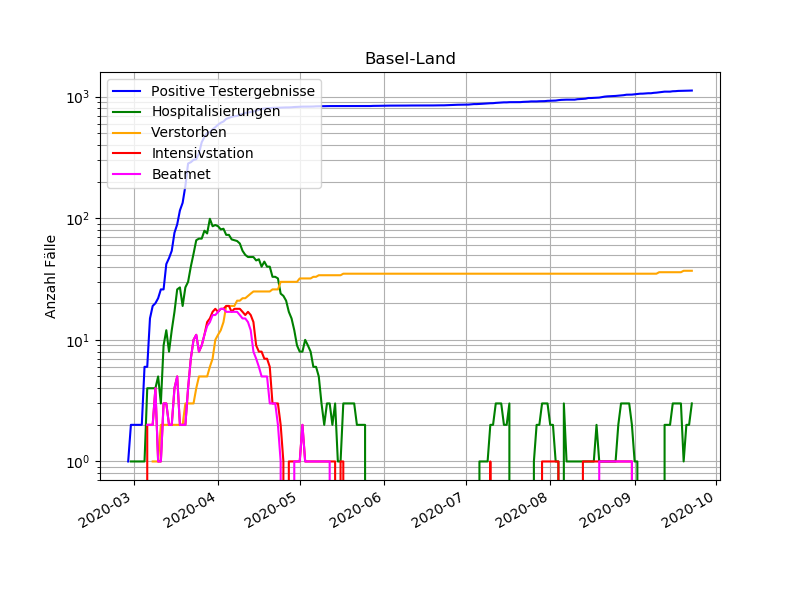 Basel-Land
Anzahl Fälle
10³
10²
10¹
10⁰
Positive Testergebnisse
Hospitalisierungen
Verstorben
Intensivstation
Beatmet
2020-03
2020-04
2020-05
2020-06
2020-07
2020-08
2020-09
2020-10